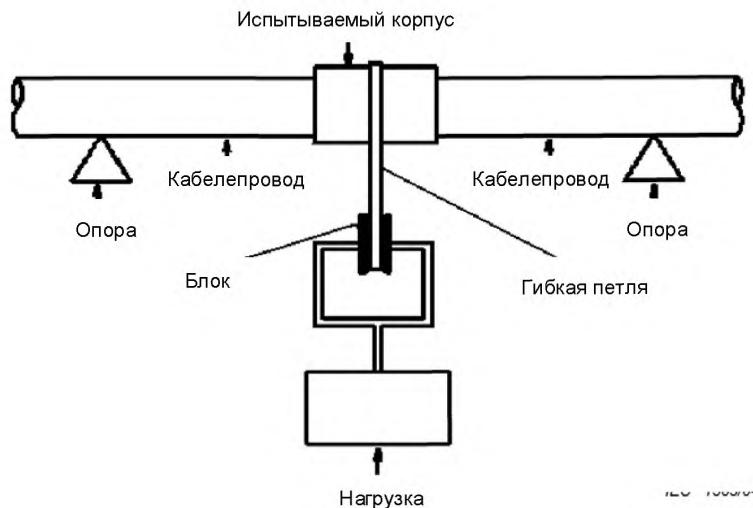 Испытываемый корпус
Кабелепровод
Кабелепровод
Опора
Опора
Блок
Гибкая петля
Нагрузка